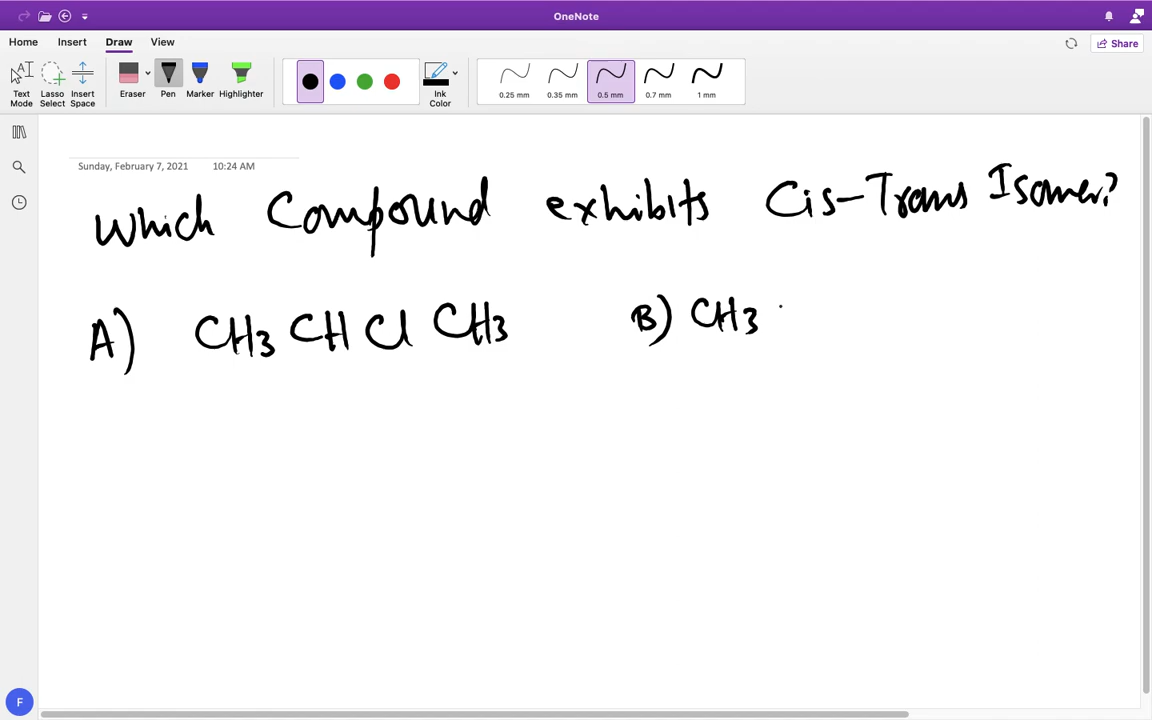 OneNote
Home Insert Draw View
Share
Text Mode
Lasso Select
Insert Space
Eraser
Pen
Marker
Highlighter
Ink Color
0.25 mm
0.35 mm
0.5 mm
0.7 mm
1 mm
Sunday, February 7, 2021 10:24 AM
Which Compound exhibits Cis-Trans Isomer?
A) CH3 CH Cl CH3 B) CH3
F